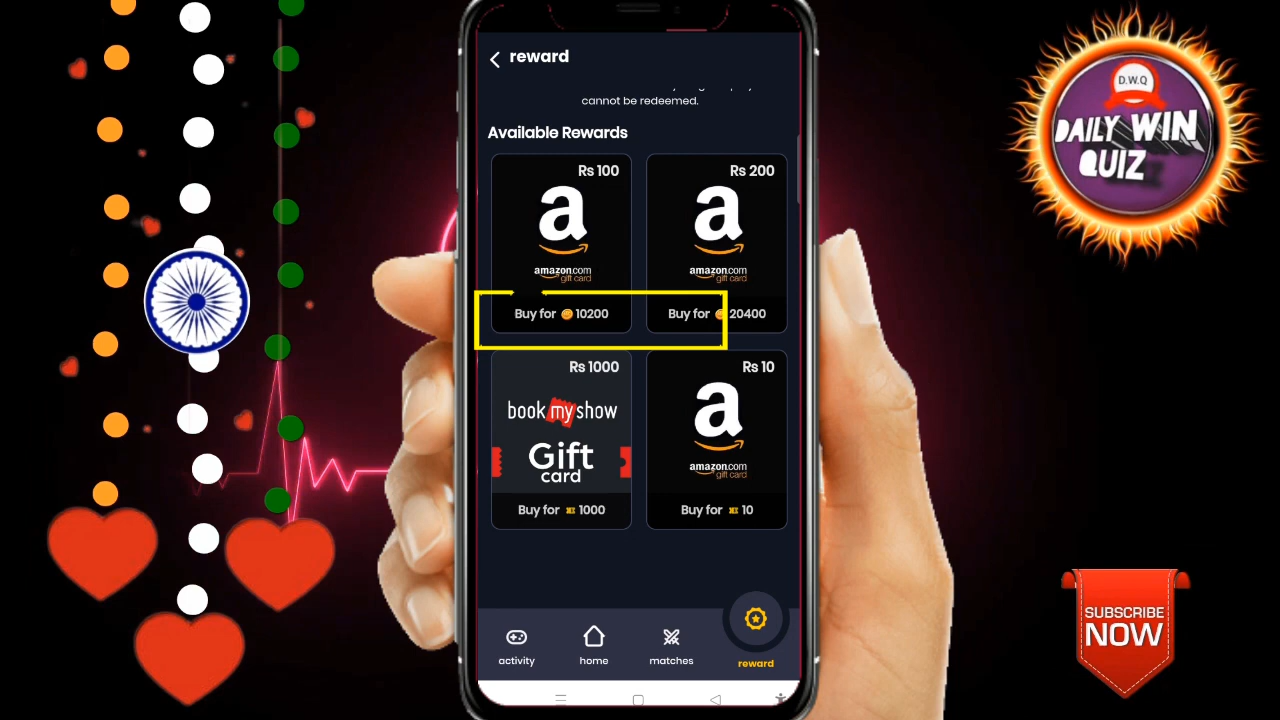 reward
cannot be redeemed.
Available Rewards
Rs 100
a
amazon.com
gift card
Buy for 10200
Rs 200
a
amazon.com
gift card
Buy for 20400
Rs 1000
book my show
Gift
card
Buy for 1000
Rs 10
a
amazon.com
gift card
Buy for 10
activity
home
matches
reward
D.W.Q
DAILY WIN
QUIZ
SUBSCRIBE
NOW